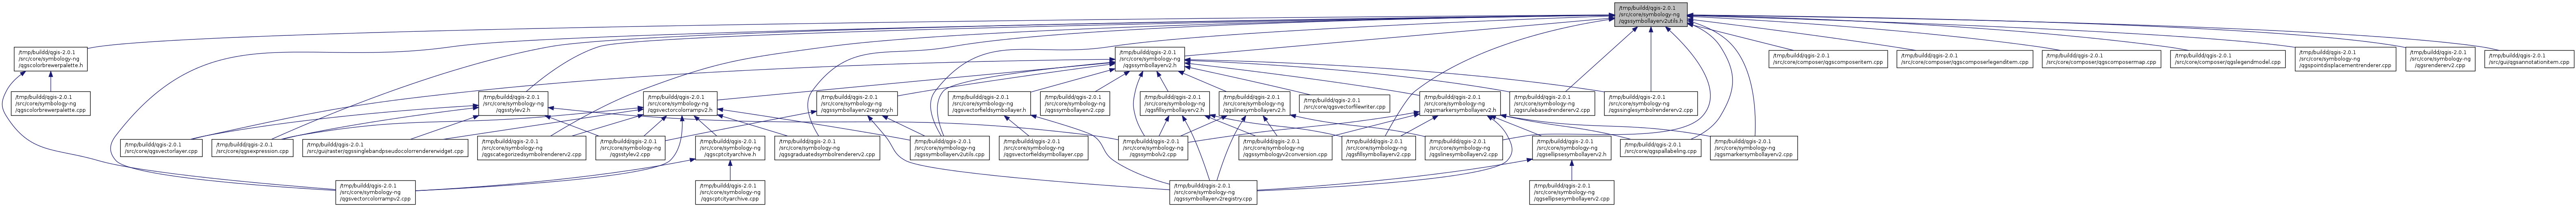 /tmp/buildd/qgis-2.0.1
/src/core/symbology-ng
/qgssymbollayerv2utils.h
/tmp/buildd/qgis-2.0.1
/src/core/symbology-ng
/qgscolorbrewerpalette.h
/tmp/buildd/qgis-2.0.1
/src/core/symbology-ng
/qgssymbollayerv2.h
/tmp/buildd/qgis-2.0.1
/src/core/composer/qgscomposeritem.cpp
/tmp/buildd/qgis-2.0.1
/src/core/composer/qgscomposerlegenditem.cpp
/tmp/buildd/qgis-2.0.1
/src/core/composer/qgscomposermap.cpp
/tmp/buildd/qgis-2.0.1
/src/core/composer/qgslegendmodel.cpp
/tmp/buildd/qgis-2.0.1
/src/core/symbology-ng
/qgspointdisplacementrenderer.cpp
/tmp/buildd/qgis-2.0.1
/src/core/symbology-ng
/qgsrendererv2.cpp
/tmp/buildd/qgis-2.0.1
/src/gui/qgsannotationitem.cpp
/tmp/buildd/qgis-2.0.1
/src/core/symbology-ng
/qgscolorbrewerpalette.cpp
/tmp/buildd/qgis-2.0.1
/src/core/symbology-ng
/qgsstylev2.h
/tmp/buildd/qgis-2.0.1
/src/core/symbology-ng
/qgsvectorcolorrampv2.h
/tmp/buildd/qgis-2.0.1
/src/core/symbology-ng
/qgssymbollayerv2registry.h
/tmp/buildd/qgis-2.0.1
/src/core/symbology-ng
/qgsvectorfieldsymbollayer.h
/tmp/buildd/qgis-2.0.1
/src/core/symbology-ng
/qgssymbollayerv2.cpp
/tmp/buildd/qgis-2.0.1
/src/core/symbology-ng
/qgsfillsymbollayerv2.h
/tmp/buildd/qgis-2.0.1
/src/core/symbology-ng
/qgslinesymbollayerv2.h
/tmp/buildd/qgis-2.0.1
/src/core/qgsvectorfilewriter.cpp
/tmp/buildd/qgis-2.0.1
/src/core/symbology-ng
/qgsmarkersymbollayerv2.h
/tmp/buildd/qgis-2.0.1
/src/core/symbology-ng
/qgsrulebasedrendererv2.cpp
/tmp/buildd/qgis-2.0.1
/src/core/symbology-ng
/qgssinglesymbolrendererv2.cpp
/tmp/buildd/qgis-2.0.1
/src/core/qgsvectorlayer.cpp
/tmp/buildd/qgis-2.0.1
/src/core/qgsexpression.cpp
/tmp/buildd/qgis-2.0.1
/src/gui/raster/qgssinglebandpseudocolorrendererwidget.cpp
/tmp/buildd/qgis-2.0.1
/src/core/symbology-ng
/qgscategorizedsymbolrendererv2.cpp
/tmp/buildd/qgis-2.0.1
/src/core/symbology-ng
/qgsstylev2.cpp
/tmp/buildd/qgis-2.0.1
/src/core/symbology-ng
/qgscptcityarchive.h
/tmp/buildd/qgis-2.0.1
/src/core/symbology-ng
/qgsgraduatedsymbolrendererv2.cpp
/tmp/buildd/qgis-2.0.1
/src/core/symbology-ng
/qgssymbollayerv2utils.cpp
/tmp/buildd/qgis-2.0.1
/src/core/symbology-ng
/qgsvectorfieldsymbollayer.cpp
/tmp/buildd/qgis-2.0.1
/src/core/symbology-ng
/qgssymbolv2.cpp
/tmp/buildd/qgis-2.0.1
/src/core/symbology-ng
/qgssymbologyv2conversion.cpp
/tmp/buildd/qgis-2.0.1
/src/core/symbology-ng
/qgsfillsymbollayerv2.cpp
/tmp/buildd/qgis-2.0.1
/src/core/symbology-ng
/qgslinesymbollayerv2.cpp
/tmp/buildd/qgis-2.0.1
/src/core/symbology-ng
/qgsellipsesymbollayerv2.h
/tmp/buildd/qgis-2.0.1
/src/core/qgspallabeling.cpp
/tmp/buildd/qgis-2.0.1
/src/core/symbology-ng
/qgsmarkersymbollayerv2.cpp
/tmp/buildd/qgis-2.0.1
/src/core/symbology-ng
/qgsvectorcolorrampv2.cpp
/tmp/buildd/qgis-2.0.1
/src/core/symbology-ng
/qgscptcityarchive.cpp
/tmp/buildd/qgis-2.0.1
/src/core/symbology-ng
/qgssymbollayerv2registry.cpp
/tmp/buildd/qgis-2.0.1
/src/core/symbology-ng
/qgsellipsesymbollayerv2.cpp